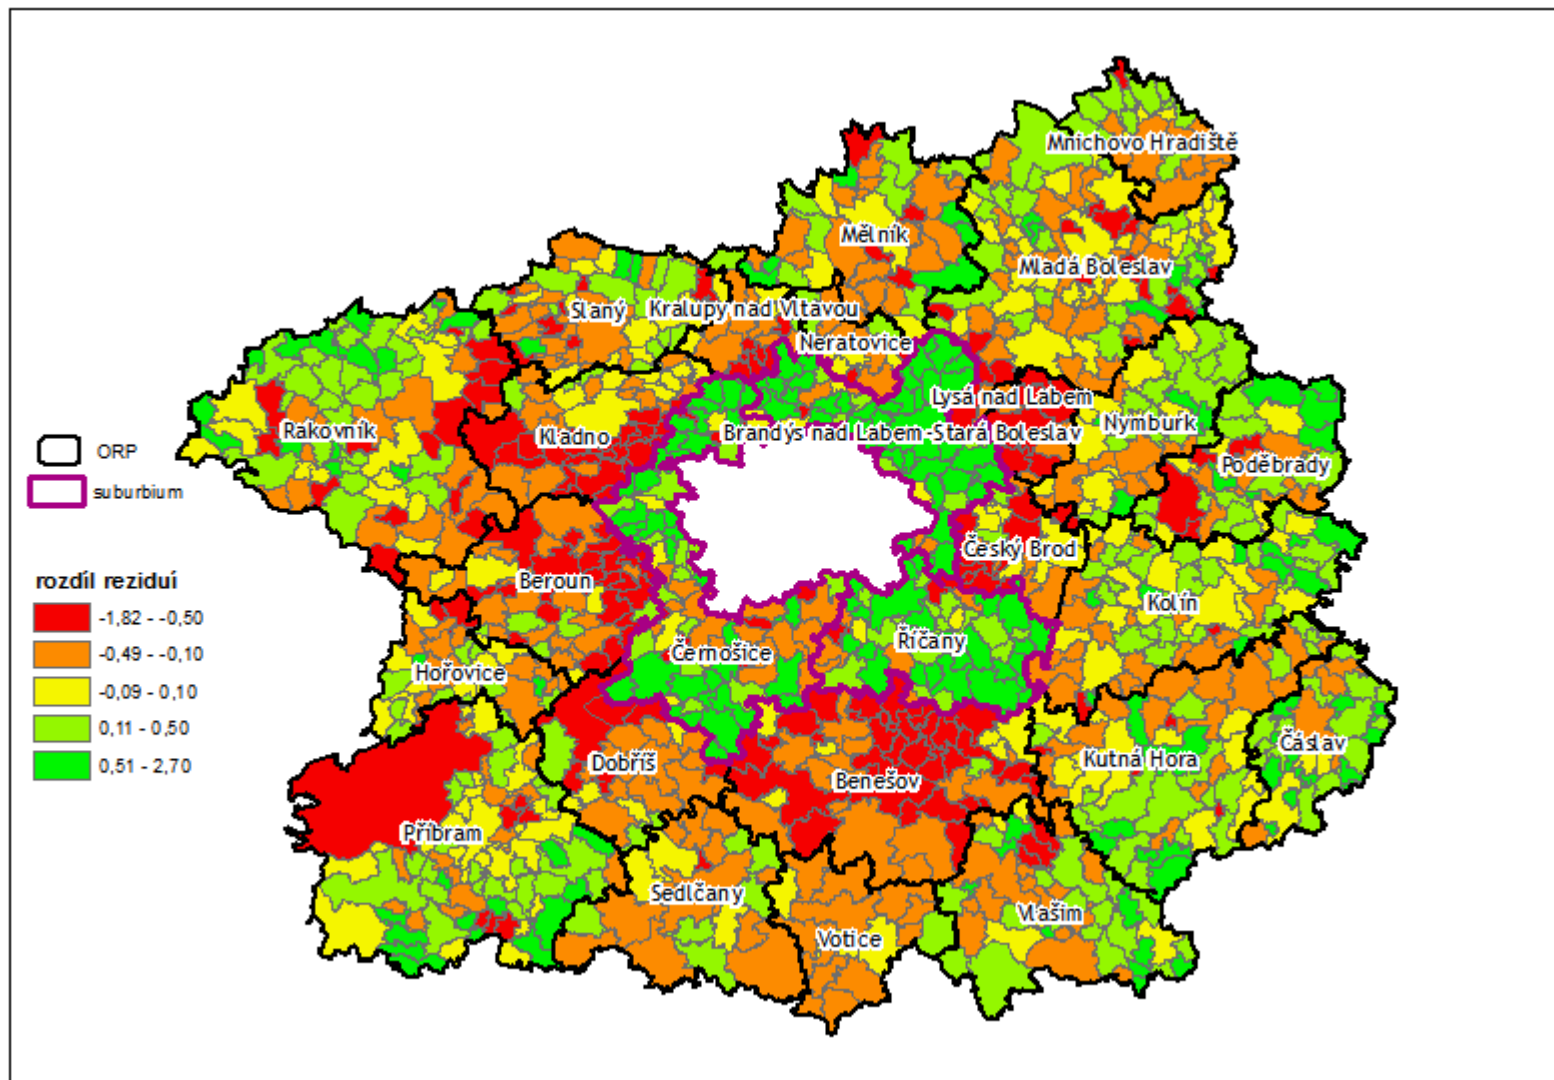 Mnichovo Hradiště
Mělník
Mladá Boleslav
Slaný
Kralupy nad Vltavou
Neratovice
Lysá nad Labem
Rakovník
Kladno
Brandýs nad Labem-Stará Boleslav
Nymburk
Poděbrady
ORP
suburbium
Český Brod
rozdíl reziduí
Beroun
Kolín
-1,82 - -0,50
Říčany
-0,49 - -0,10
Černošice
Hořovice
-0,09 - 0,10
0,11 - 0,50
Čáslav
0,51 - 2,70
Dobříš
Kutná Hora
Benešov
Příbram
Sedlčany
Vlašim
Votice